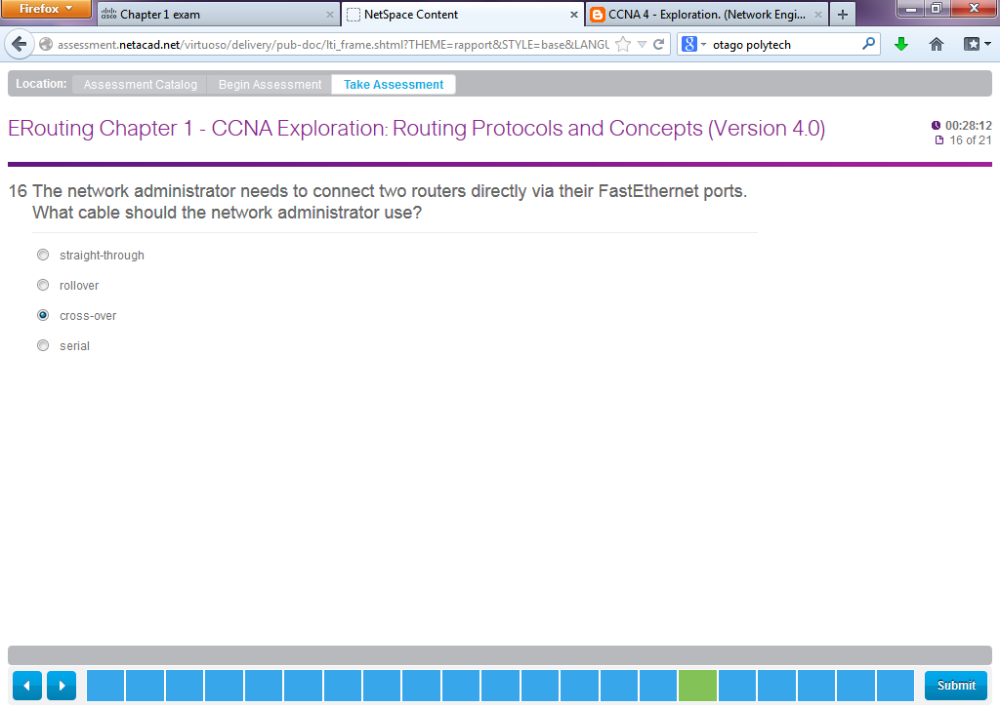 Firefox
cisco
Chapter 1 exam
NetSpace Content
CCNA 4 - Exploration. (Network Engi...
assessment.netacad.net/virtuoso/delivery/pub-doc/lti_frame.shtml?THEME=rapport&STYLE=base&LANGU
otago polytech
Location: Assessment Catalog Begin Assessment Take Assessment
ERouting Chapter 1 - CCNA Exploration: Routing Protocols and Concepts (Version 4.0)
00:28:12
16 of 21
16 The network administrator needs to connect two routers directly via their FastEthernet ports.
What cable should the network administrator use?
straight-through
rollover
cross-over
serial
Submit